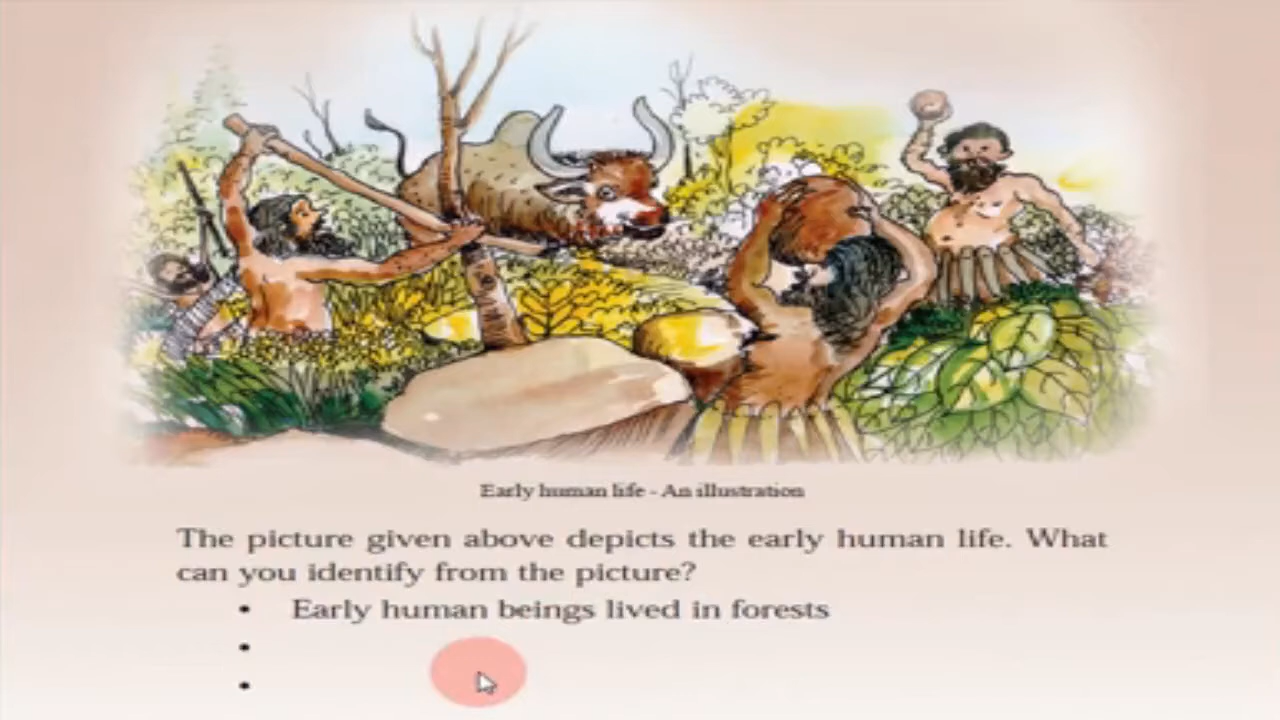 Early human life - An illustration
The picture given above depicts the early human life. What
can you identify from the picture?
• Early human beings lived in forests
•
•